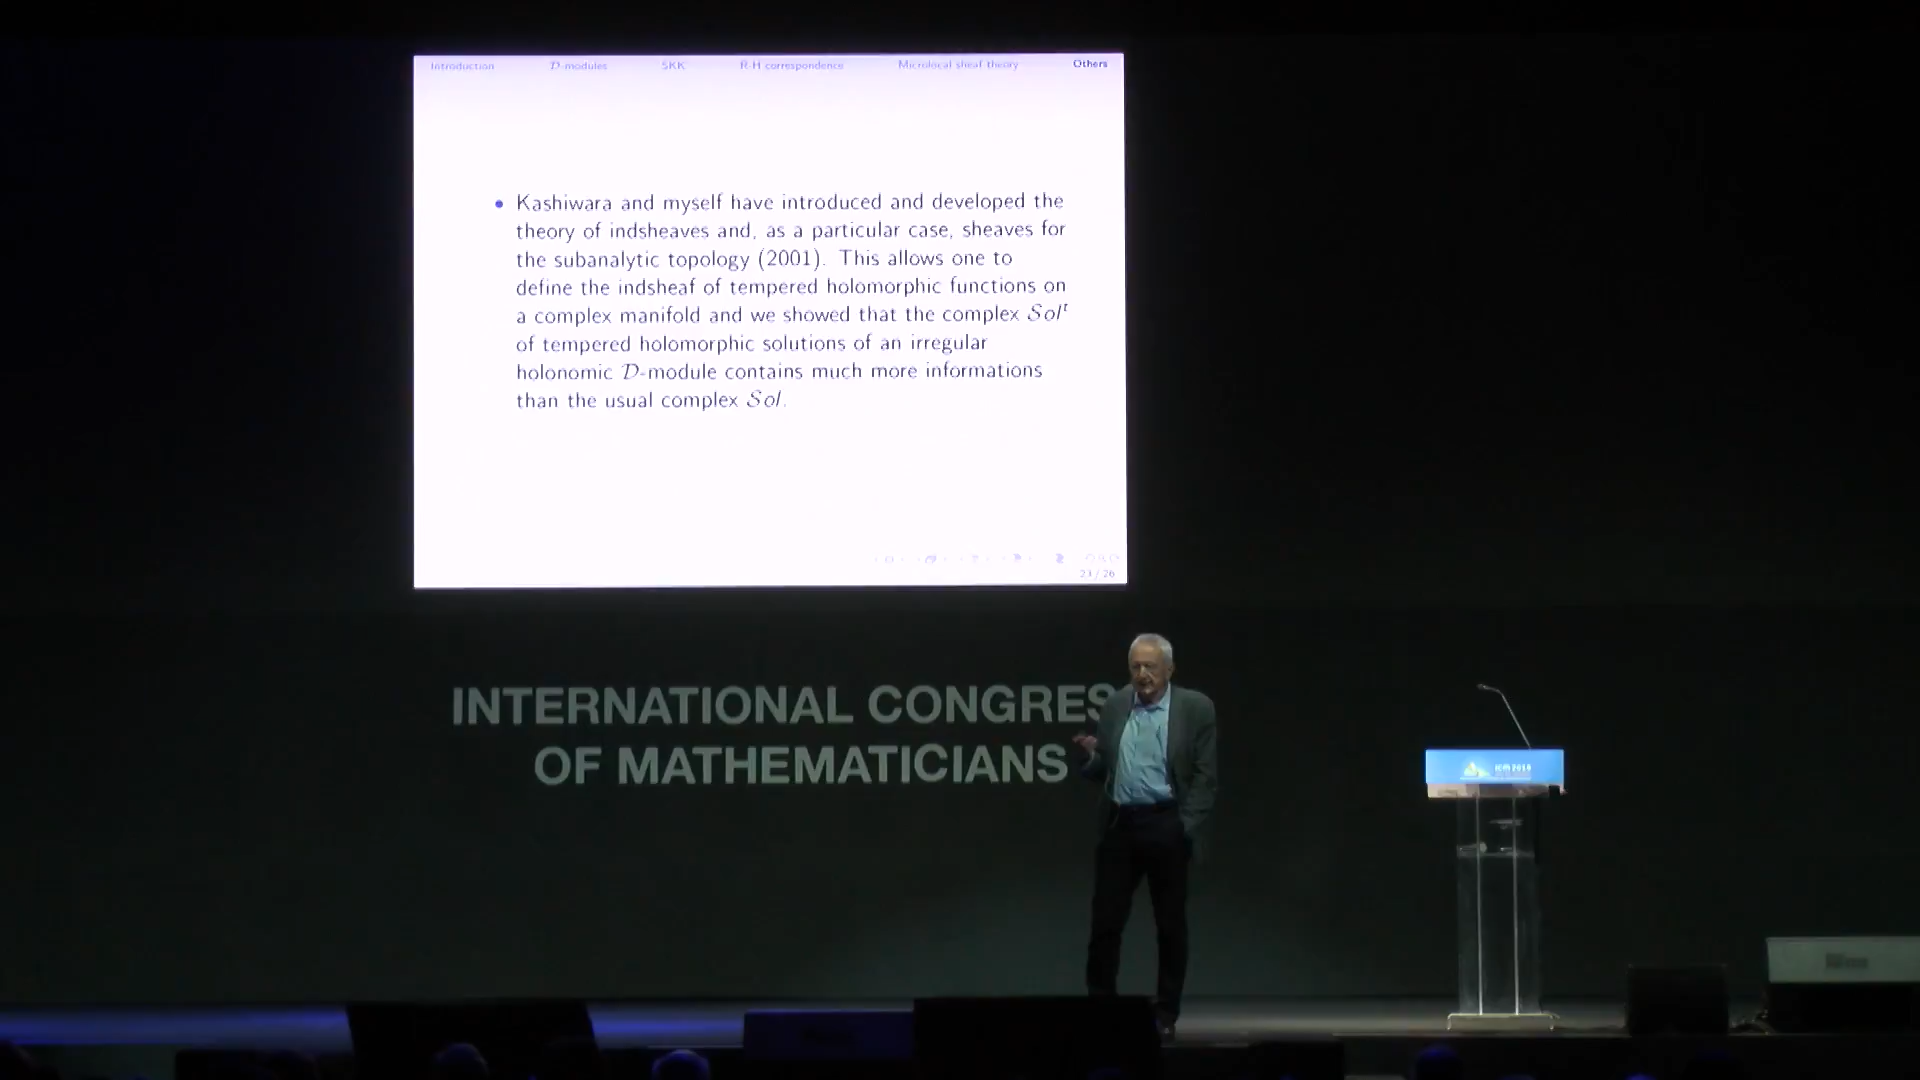 Introduction D-modules SKK R-H correspondence Microlocal sheaf theory Others
• Kashiwara and myself have introduced and developed the
theory of indsheaves and, as a particular case, sheaves for
the subanalytic topology (2001). This allows one to
define the indsheaf of tempered holomorphic functions on
a complex manifold and we showed that the complex Solᵗ
of tempered holomorphic solutions of an irregular
holonomic D-module contains much more informations
than the usual complex Sol.
23 / 26
INTERNATIONAL CONGRES
OF MATHEMATICIANS
icm 2018